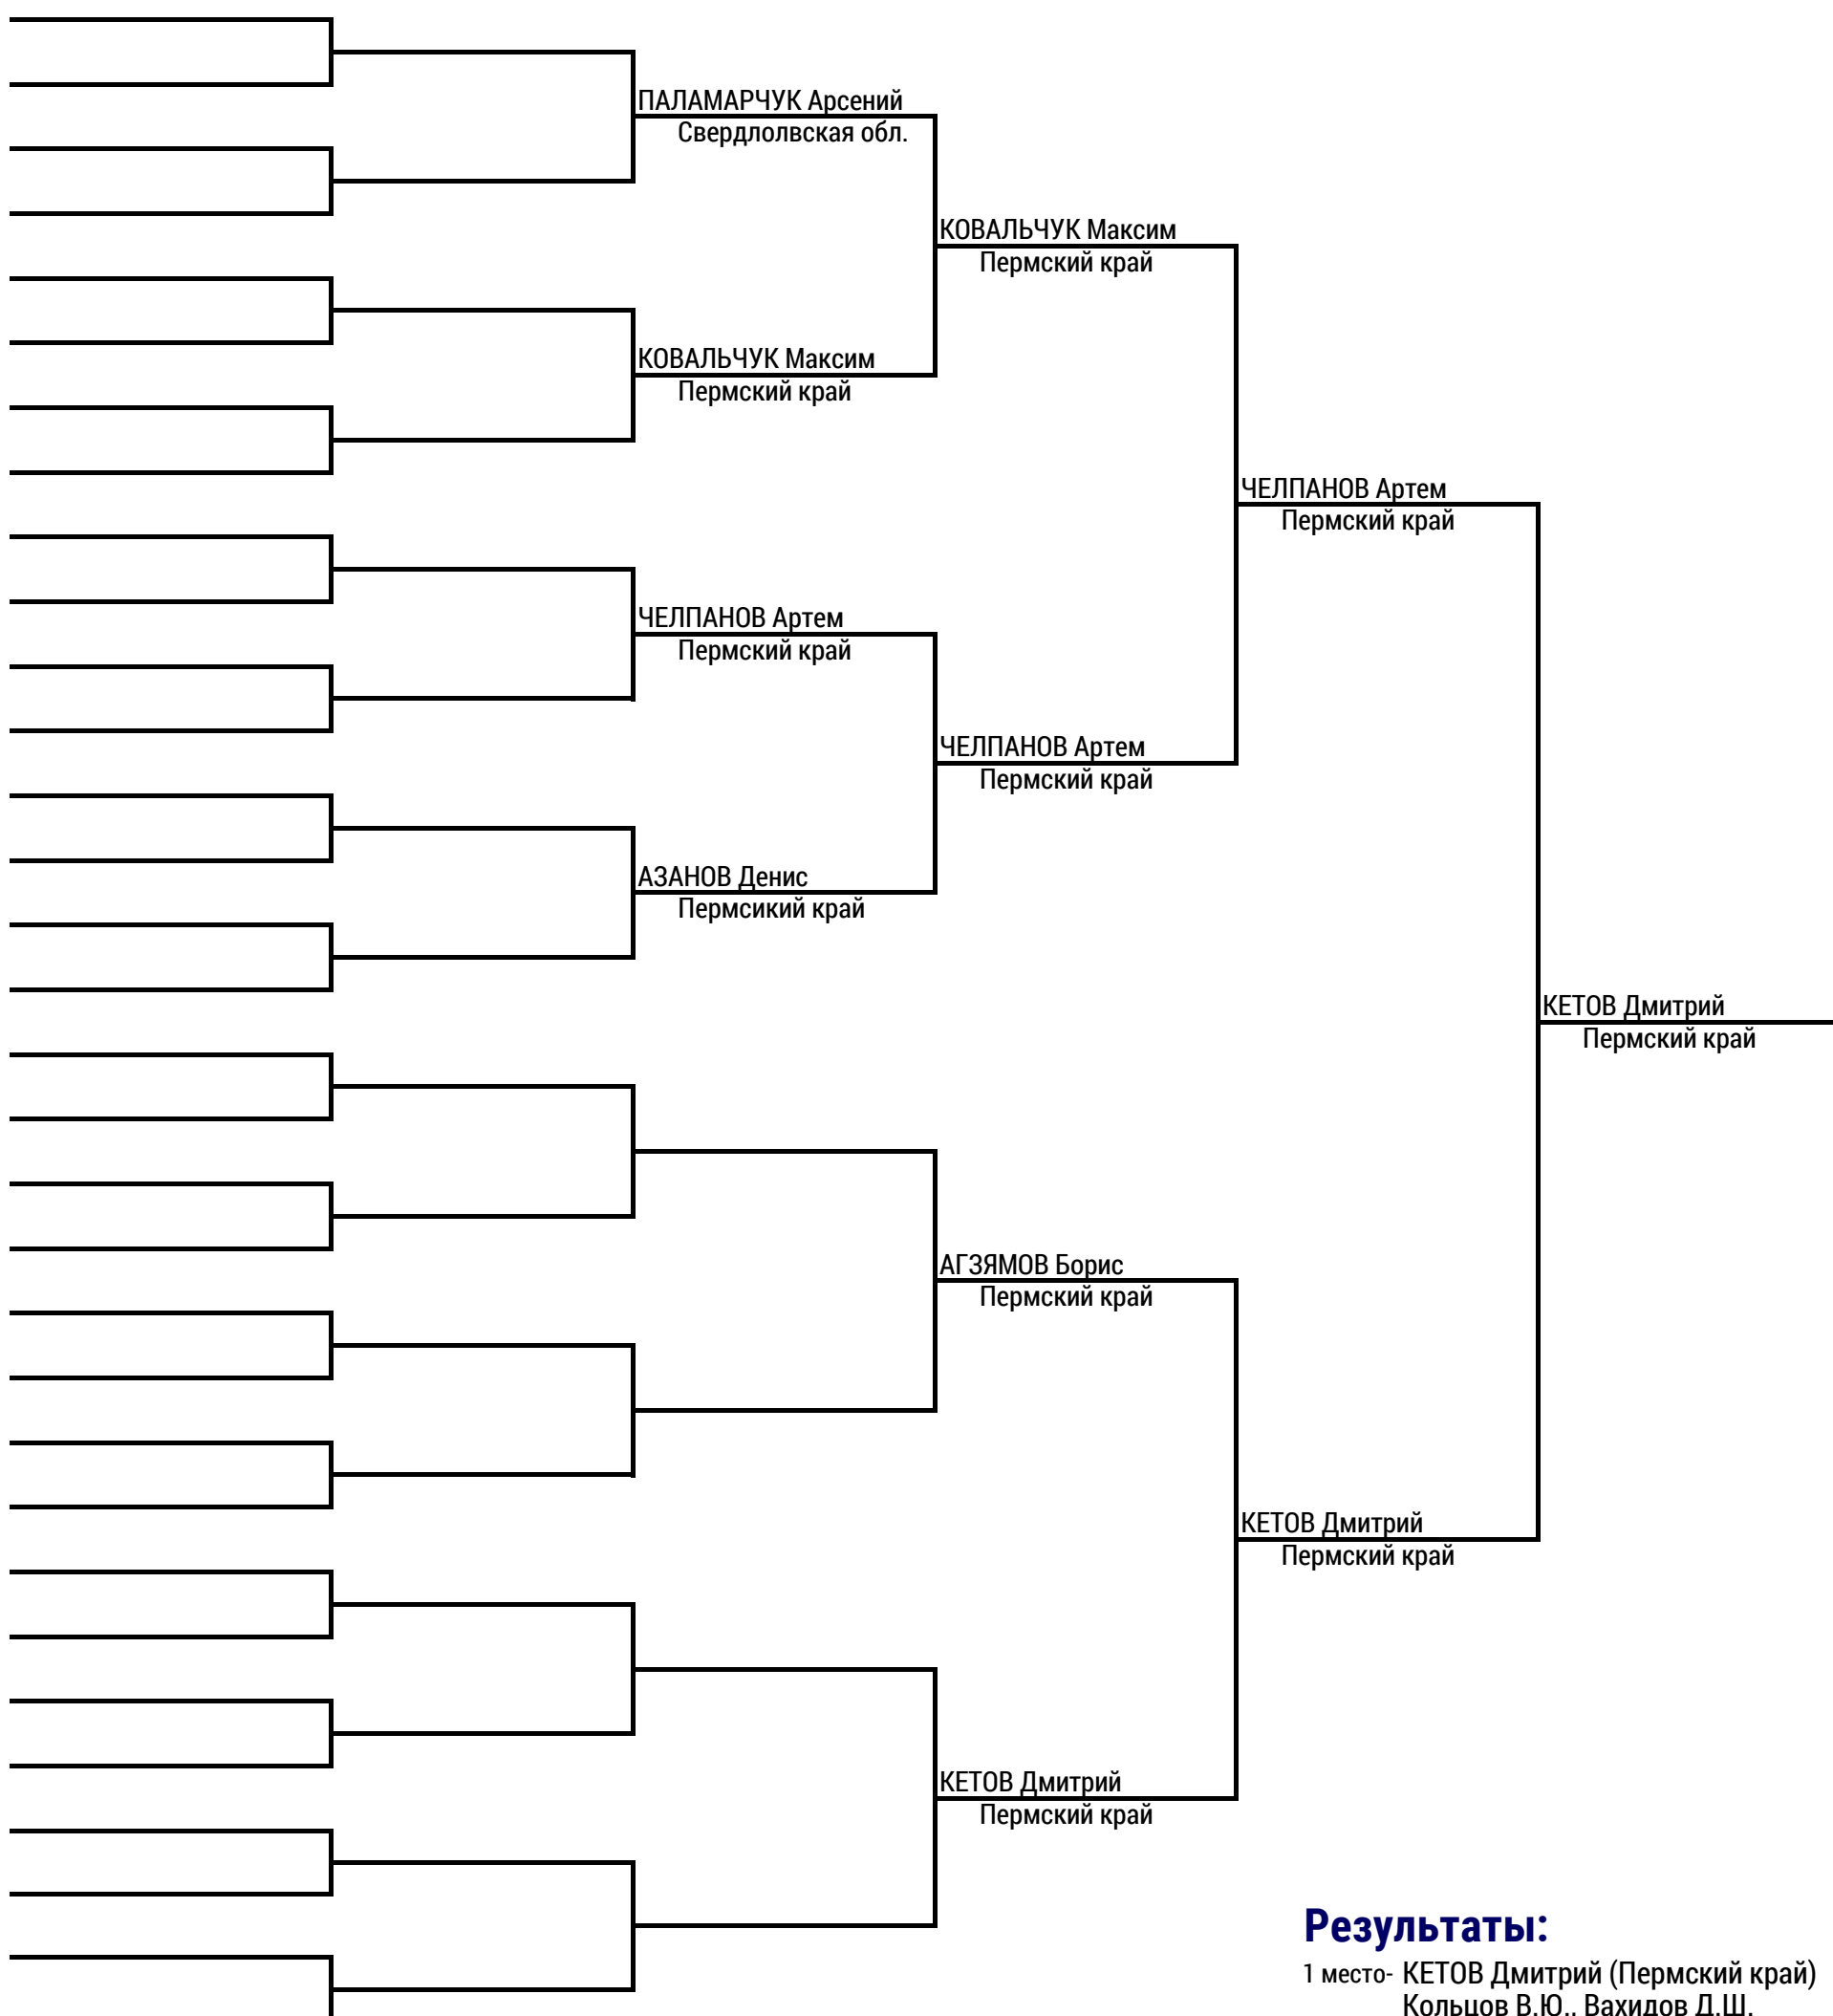 ПАЛАМАРЧУК Арсений
Свердлолвская обл.
КОВАЛЬЧУК Максим
Пермский край
КОВАЛЬЧУК Максим
Пермский край
ЧЕЛПАНОВ Артем
Пермский край
ЧЕЛПАНОВ Артем
Пермский край
ЧЕЛПАНОВ Артем
Пермский край
АЗАНОВ Денис
Пермсикий край
КЕТОВ Дмитрий
Пермский край
АГЗЯМОВ Борис
Пермский край
КЕТОВ Дмитрий
Пермский край
КЕТОВ Дмитрий
Пермский край
Результаты:
1 место- КЕТОВ Дмитрий (Пермский край)
Кольцов В.Ю., Вахидов Д.Ш.